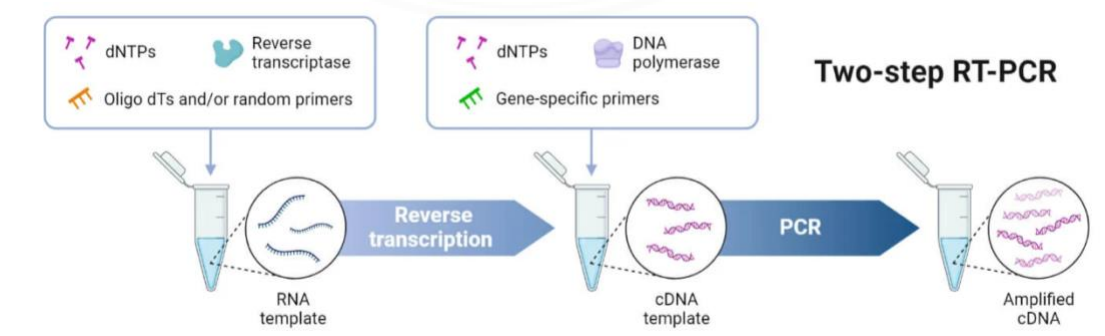 dNTPs
Reverse
transcriptase
Oligo dTs and/or random primers
dNTPs
DNA
polymerase
Gene-specific primers
Two-step RT-PCR
Reverse
transcription
PCR
RNA
template
cDNA
template
Amplified
cDNA